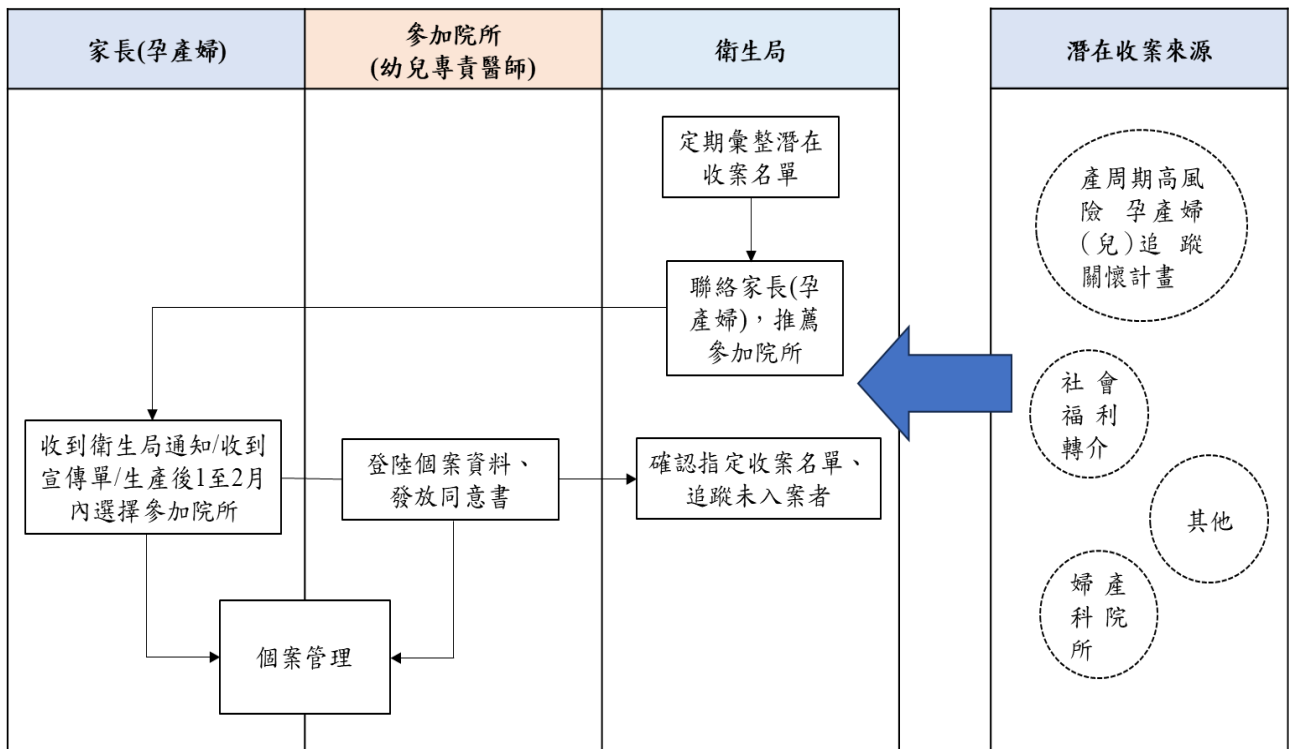 家長(孕產婦)
參加院所
(幼兒專責醫師)
衛生局
潛在收案來源
定期彙整潛在
收案名單
聯絡家長(孕
產婦)，推薦
參加院所
收到衛生局通知/收到
宣傳單/生產後1至2月
內選擇參加院所
登陸個案資料、
發放同意書
確認指定收案名單、
追蹤未入案者
個案管理
產周期高風
險 孕產婦
(兒)追 蹤
關懷計畫
社 會
福 利
轉介
其他
婦 產
科 院
所